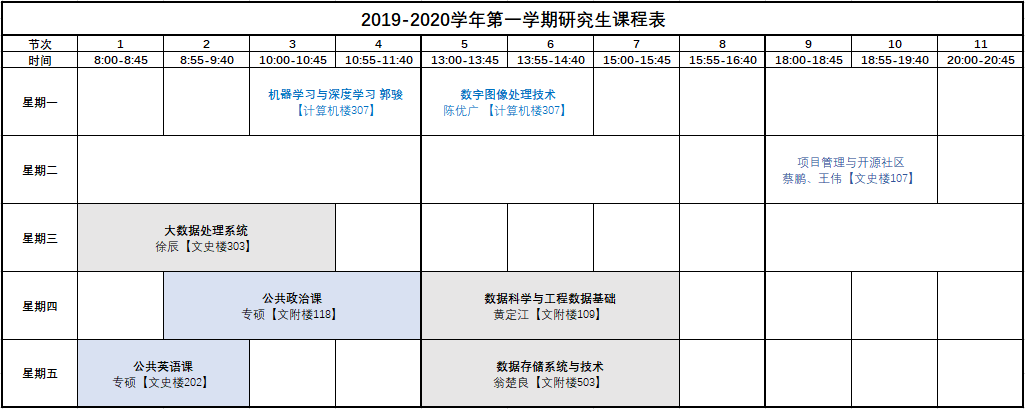 2019-2020学年第一学期研究生课程表
节次 1 2 3 4 5 6 7 8 9 10 11
时间 8:00-8:45 8:55-9:40 10:00-10:45 10:55-11:40 13:00-13:45 13:55-14:40 15:00-15:45 15:55-16:40 18:00-18:45 18:55-19:40 20:00-20:45
星期一
机器学习与深度学习 郭骏
【计算机楼307】
数字图像处理技术
陈优广 【计算机楼307】
星期二
项目管理与开源社区
蔡鹏、王伟【文史楼107】
星期三
大数据处理系统
徐辰【文史楼303】
星期四
公共政治课
专硕【文附楼118】
数据科学与工程数据基础
黄定江【文附楼109】
星期五
公共英语课
专硕【文史楼202】
数据存储系统与技术
翁楚良【文附楼503】